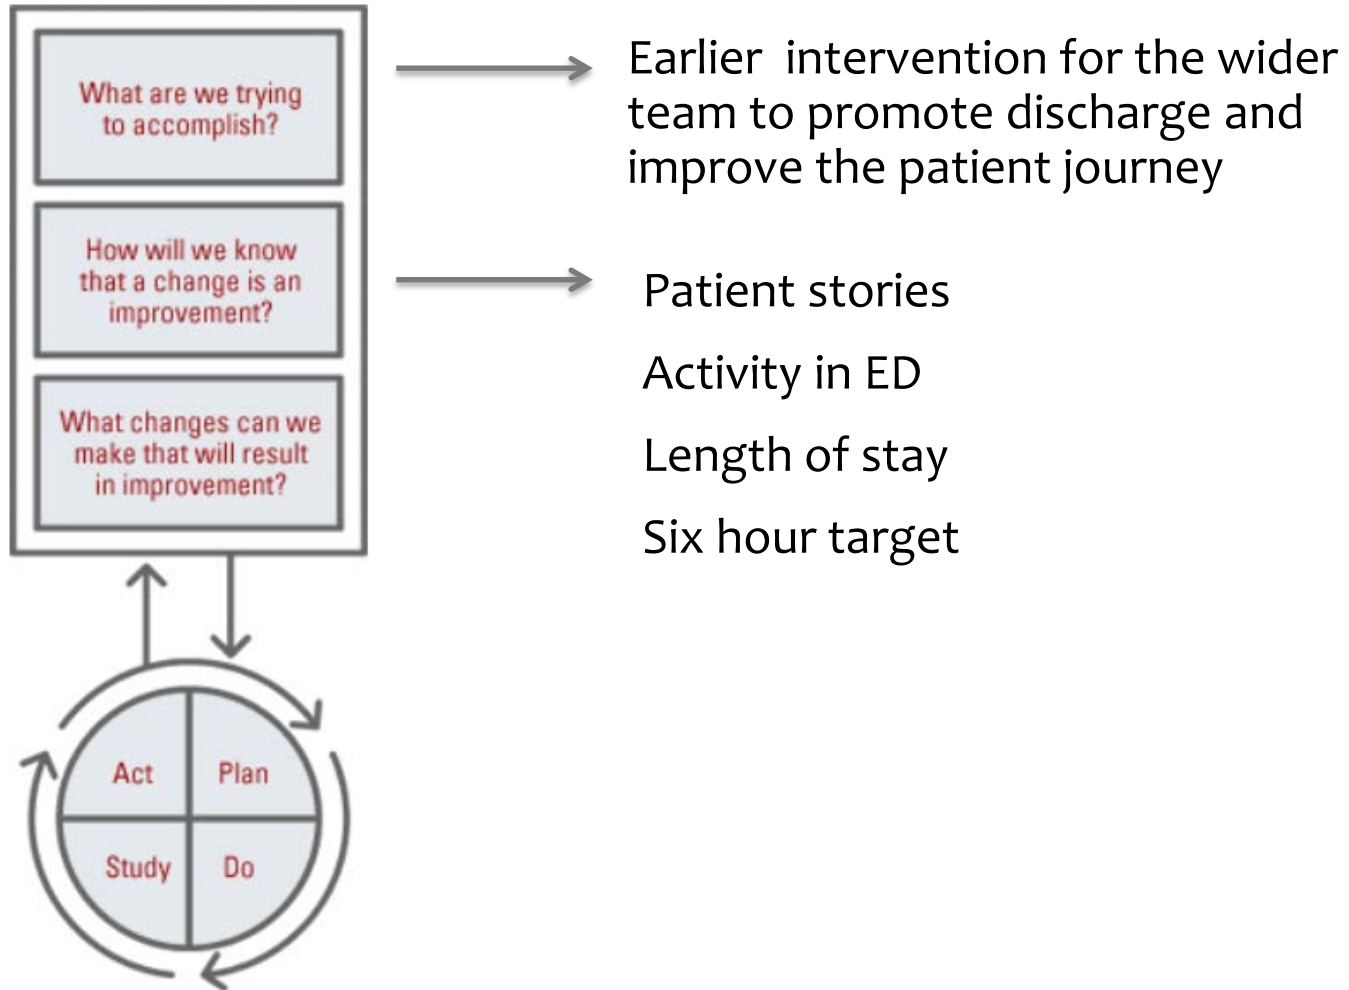 What are we trying
to accomplish?
Earlier intervention for the wider
team to promote discharge and
improve the patient journey
How will we know
that a change is an
improvement?
Patient stories
Activity in ED
Length of stay
Six hour target
What changes can we
make that will result
in improvement?
Act
Plan
Study
Do